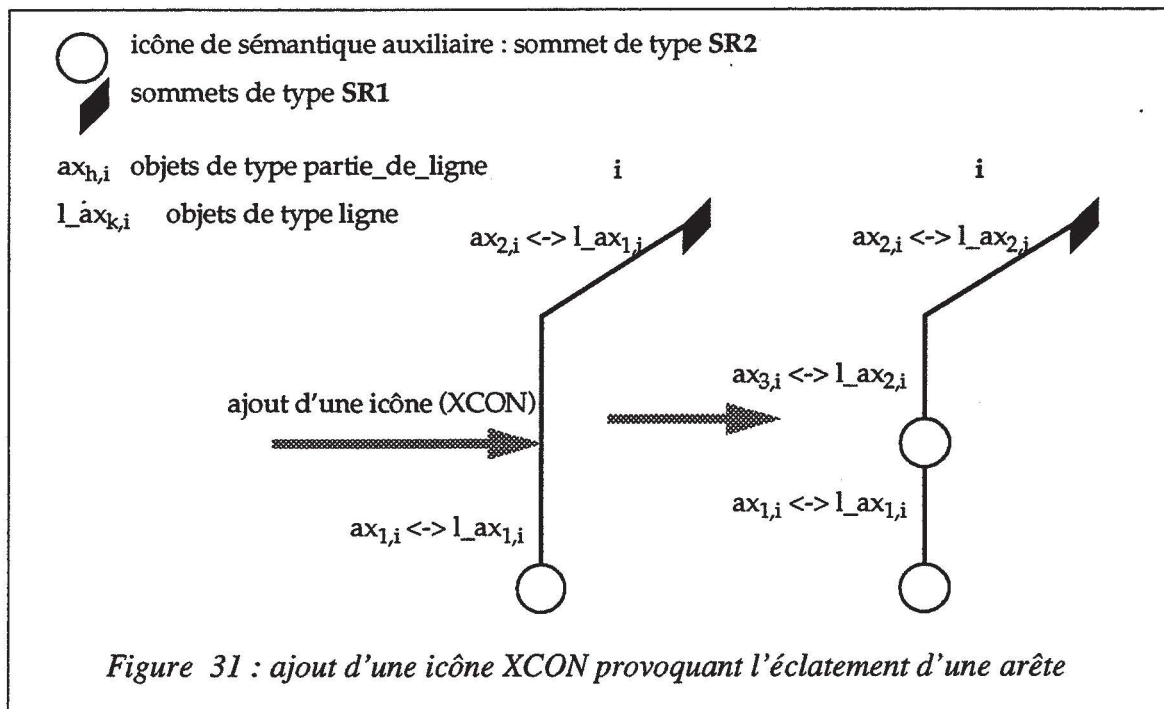 icône de sémantique auxiliaire : sommet de type SR2
sommets de type SR1
ax_{h,i} objets de type partie_de_ligne
l_ax_{k,i} objets de type ligne
i
i
ax_{2,i} <-> l_ax_{1,i}
ax_{2,i} <-> l_ax_{2,i}
ax_{3,i} <-> l_ax_{2,i}
ajout d'une icône (XCON)
ax_{1,i} <-> l_ax_{1,i}
ax_{1,i} <-> l_ax_{1,i}
Figure 31 : ajout d'une icône XCON provoquant l'éclatement d'une arête